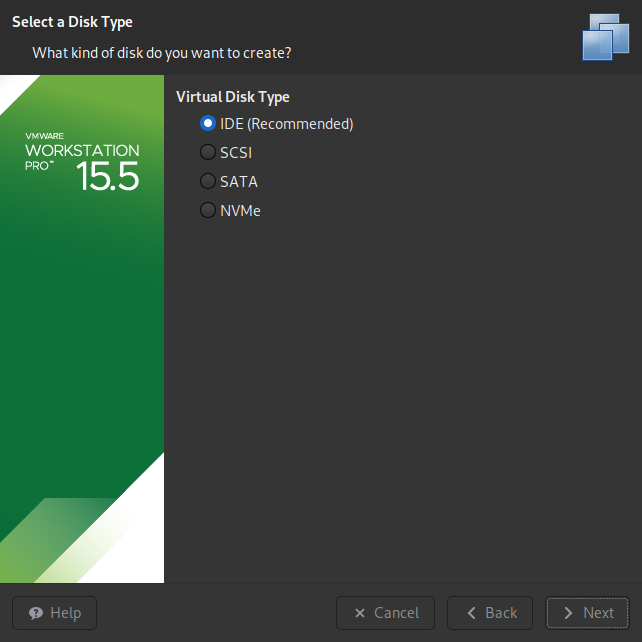 Select a Disk Type
What kind of disk do you want to create?
VMWARE
WORKSTATION
PRO™ 15.5
Virtual Disk Type
IDE (Recommended)
SCSI
SATA
NVMe
Help
Cancel
Back
Next